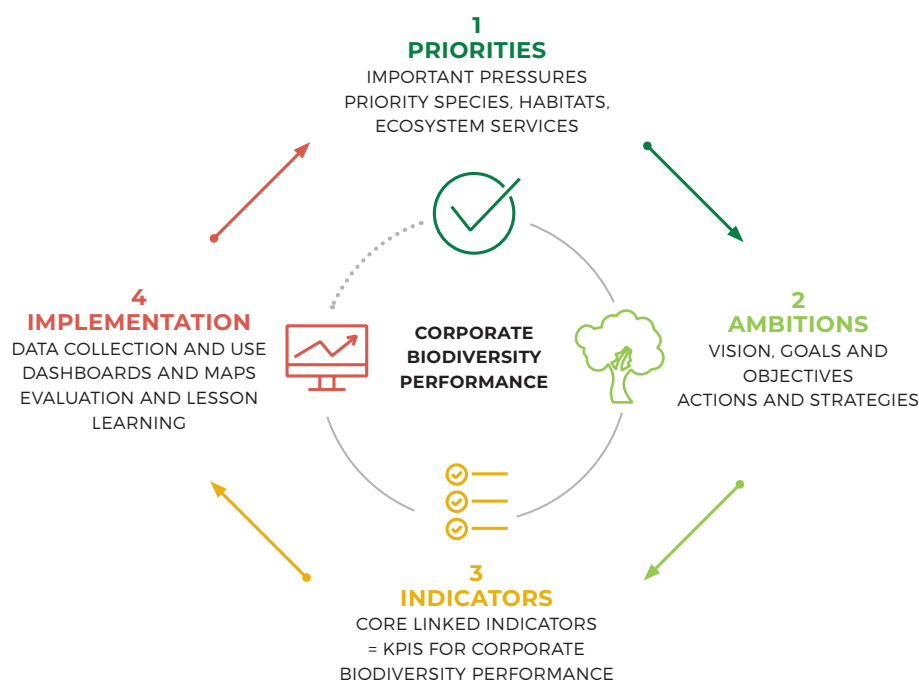 1
PRIORITIES
IMPORTANT PRESSURES
PRIORITY SPECIES, HABITATS,
ECOSYSTEM SERVICES
2
AMBITIONS
VISION, GOALS AND
OBJECTIVES
ACTIONS AND STRATEGIES
3
INDICATORS
CORE LINKED INDICATORS
= KPIS FOR CORPORATE
BIODIVERSITY PERFORMANCE
4
IMPLEMENTATION
DATA COLLECTION AND USE
DASHBOARDS AND MAPS
EVALUATION AND LESSON
LEARNING
CORPORATE
BIODIVERSITY
PERFORMANCE